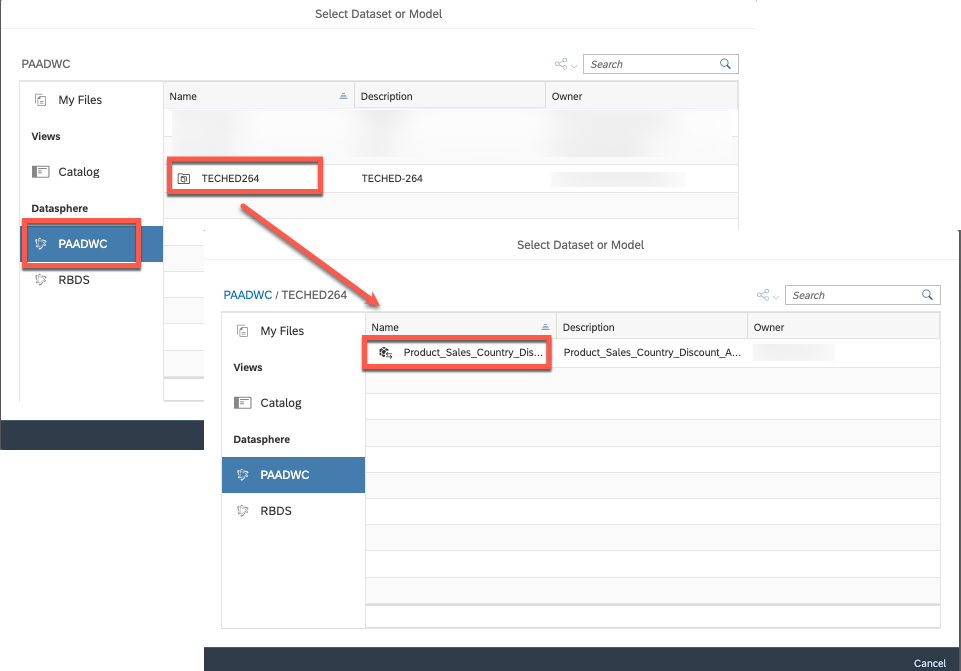 Select Dataset or Model
PAADWC
Search
My Files
Views
Catalog
Datasphere
PAADWC
RBDS
Name Description Owner
TECHED264 TECHED-264
Select Dataset or Model
PAADWC / TECHED264
Search
My Files
Views
Catalog
Datasphere
PAADWC
RBDS
Name Description Owner
Product_Sales_Country_Dis... Product_Sales_Country_Discount_A...
Cancel